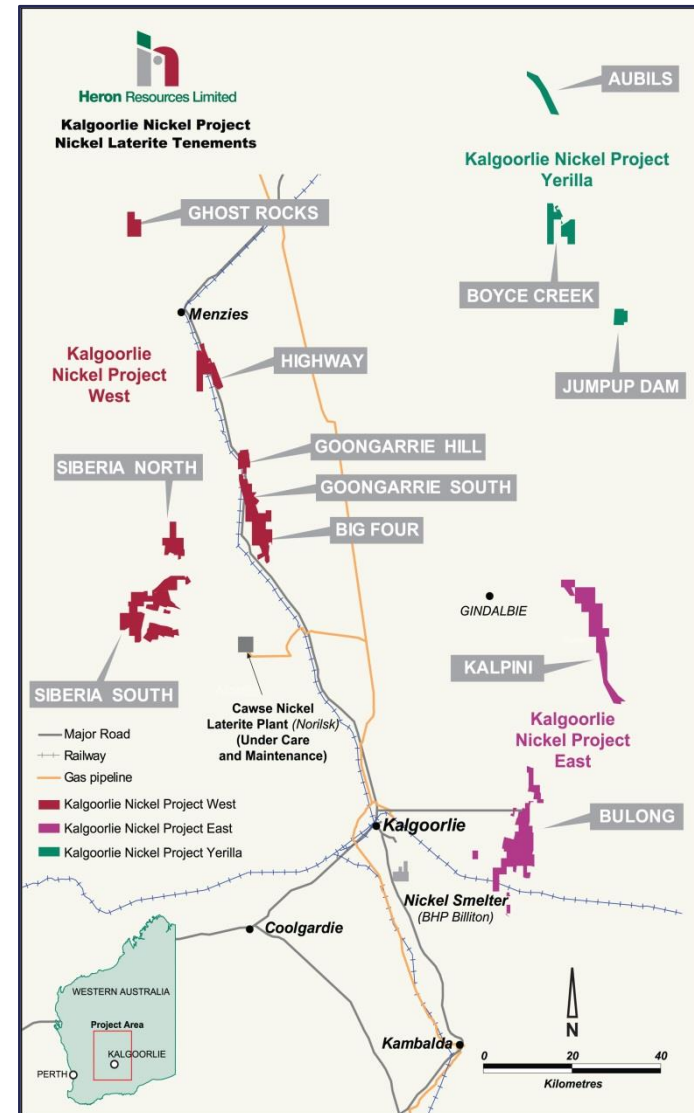 Heron Resources Limited
Kalgoorlie Nickel Project
Nickel Laterite Tenements
AUBILS
Kalgoorlie Nickel Project
Yerilla
GHOST ROCKS
BOYCE CREEK
Menzies
JUMPUP DAM
Kalgoorlie
Nickel Project
West
HIGHWAY
GOONGARRIE HILL
SIBERIA NORTH
GOONGARRIE SOUTH
BIG FOUR
GINDALBIE
KALPINI
SIBERIA SOUTH
Cawse Nickel
Laterite Plant (Norilsk)
(Under Care
and Maintenance)
Kalgoorlie
Nickel Project
East
Major Road
Railway
Gas pipeline
Kalgoorlie Nickel Project West
Kalgoorlie Nickel Project East
Kalgoorlie Nickel Project Yerilla
BULONG
Kalgoorlie
Nickel Smelter
(BHP Billiton)
Coolgardie
WESTERN AUSTRALIA
Project Area
KALGOORLIE
PERTH
N
Kambalda
0 20 40
Kilometres